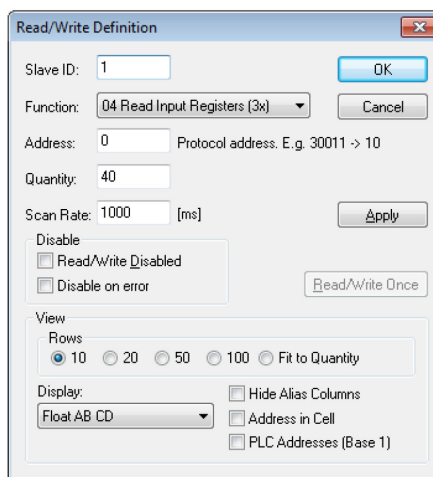 Read/Write Definition
Slave ID: 1 OK
Function: 04 Read Input Registers (3x) Cancel
Address: 0 Protocol address. E.g. 30011 -> 10
Quantity: 40
Scan Rate: 1000 [ms] Apply
Disable
Read/Write Disabled
Disable on error Read/Write Once
View
Rows
10 20 50 100 Fit to Quantity
Display: Hide Alias Columns
Float AB CD Address in Cell
PLC Addresses (Base 1)